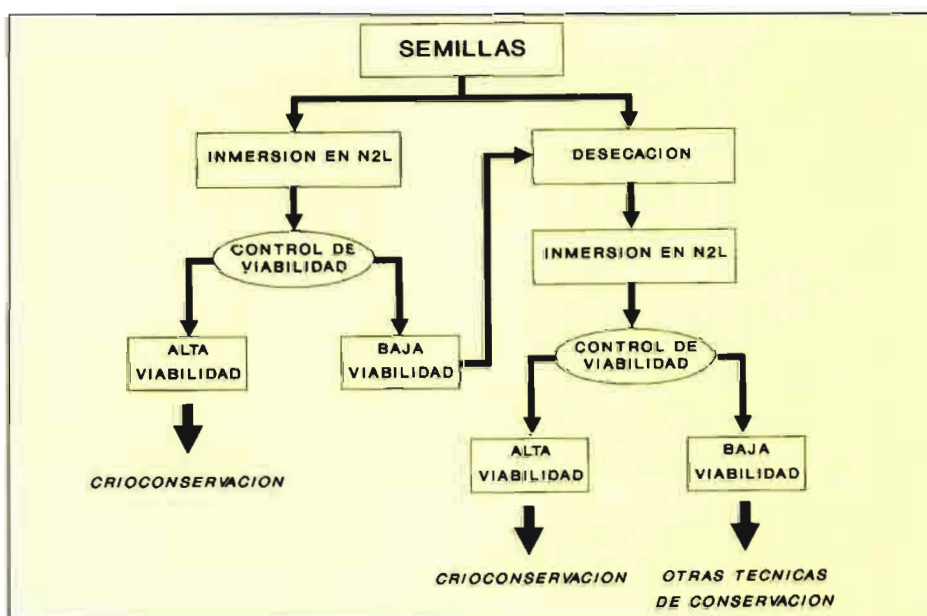 SEMILLAS
INMERSION EN N2L
DESECACION
CONTROL DE
VIABILIDAD
INMERSION EN N2L
ALTA
VIABILIDAD
BAJA
VIABILIDAD
CONTROL DE
VIABILIDAD
CRIOCONSERVACION
ALTA
VIABILIDAD
BAJA
VIABILIDAD
CRIOCONSERVACION
OTRAS TECNICAS
DE CONSERVACION